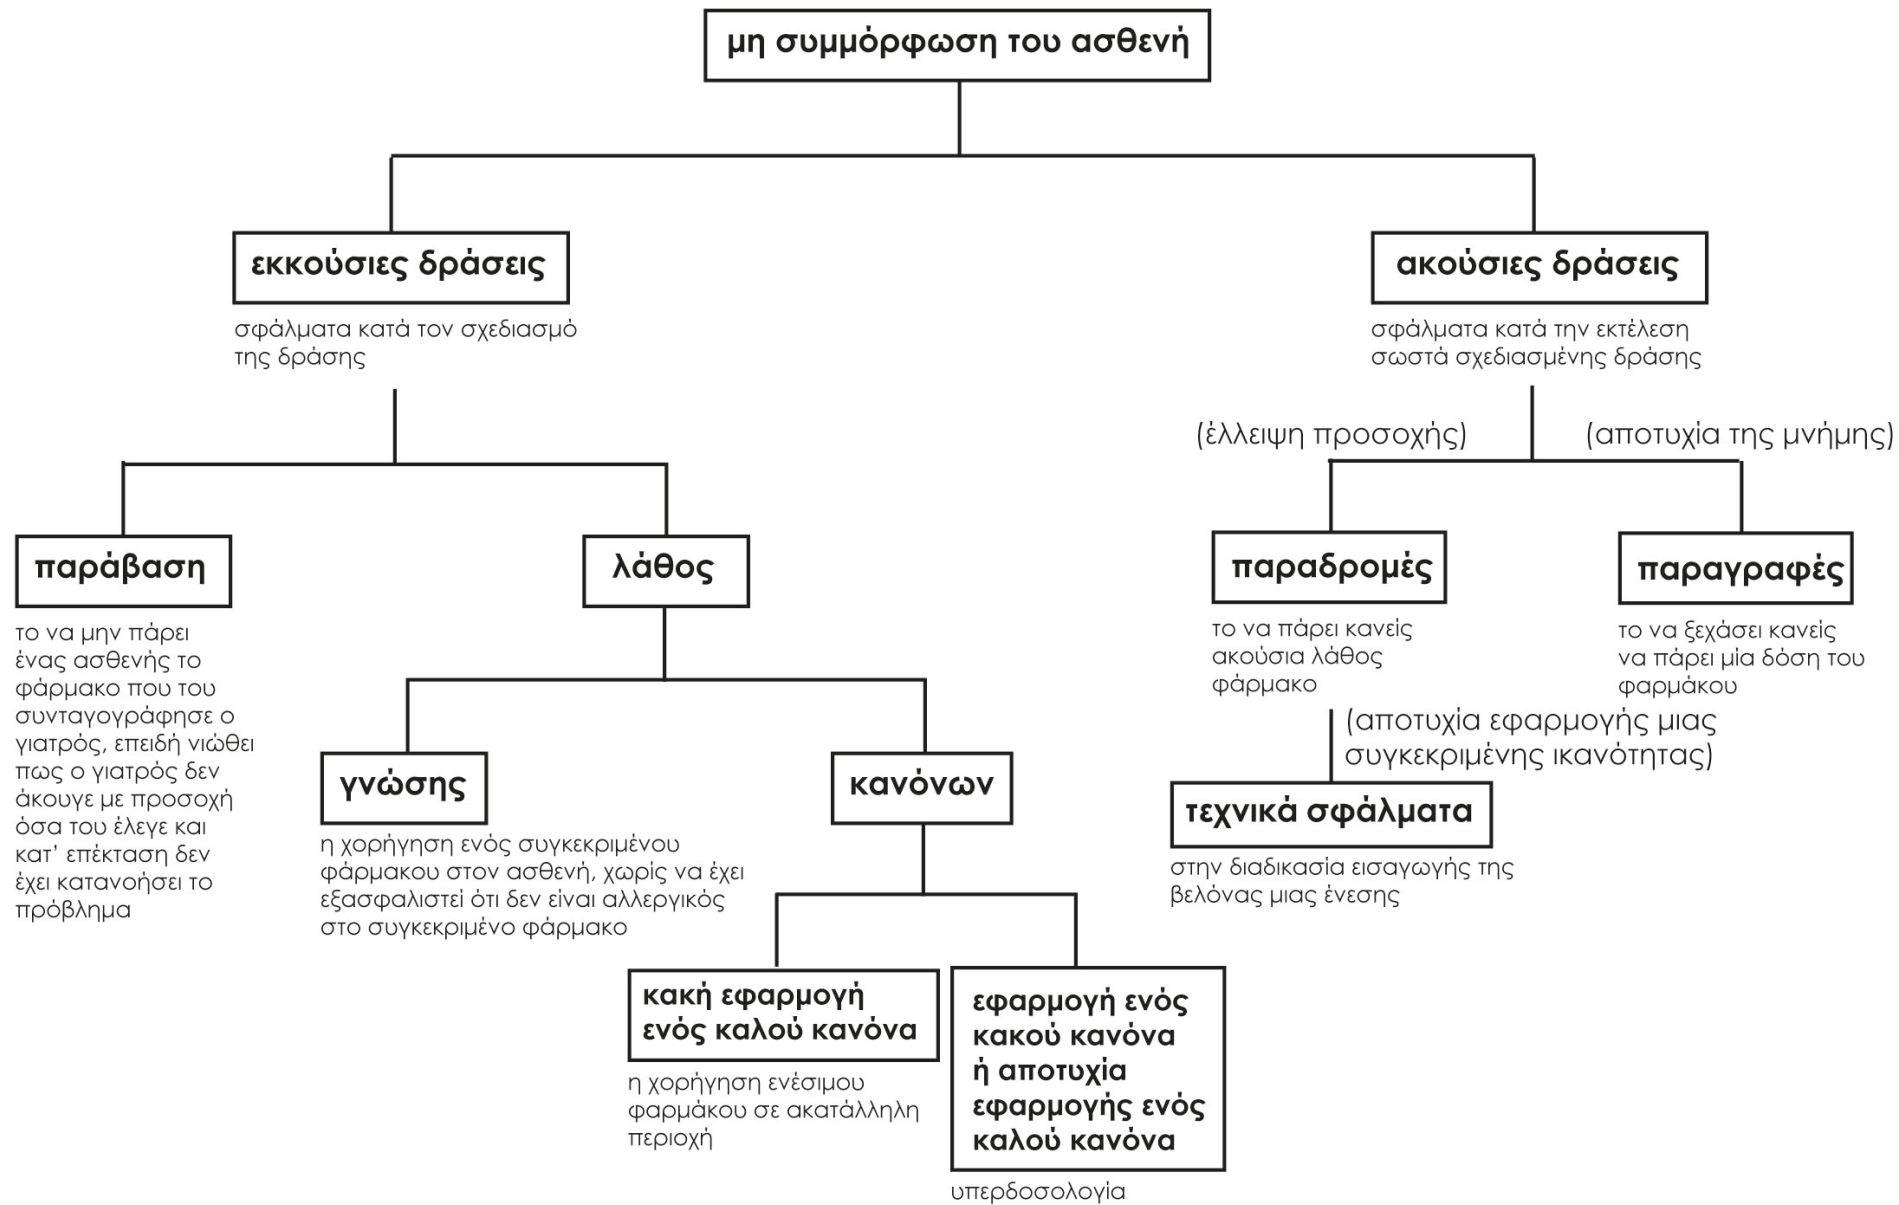 μη συμμόρφωση του ασθενή
εκκούσιες δράσεις
σφάλματα κατά τον σχεδιασμό
της δράσης
ακούσιες δράσεις
σφάλματα κατά την εκτέλεση
σωστά σχεδιασμένης δράσης
(έλλειψη προσοχής)
(αποτυχία της μνήμης)
παράβαση
το να μην πάρει
ένας ασθενής το
φάρμακο που του
συνταγογράφησε ο
γιατρός, επειδή νιώθει
πως ο γιατρός δεν
άκουγε με προσοχή
όσα του έλεγε και
κατ' επέκταση δεν
έχει κατανοήσει το
πρόβλημα
λάθος
παραδρομές
το να πάρει κανείς
ακούσια λάθος
φάρμακο
παραγραφές
το να ξεχάσει κανείς
να πάρει μία δόση του
φαρμάκου
(αποτυχία εφαρμογής μιας
συγκεκριμένης ικανότητας)
γνώσης
η χορήγηση ενός συγκεκριμένου
φάρμακου στον ασθενή, χωρίς να έχει
εξασφαλιστεί ότι δεν είναι αλλεργικός
στο συγκεκριμένο φάρμακο
κανόνων
τεχνικά σφάλματα
στην διαδικασία εισαγωγής της
βελόνας μιας ένεσης
κακή εφαρμογή
ενός καλού κανόνα
η χορήγηση ενέσιμου
φαρμάκου σε ακατάλληλη
περιοχή
εφαρμογή ενός
κακού κανόνα
ή αποτυχία
εφαρμογής ενός
καλού κανόνα
υπερδοσολογία